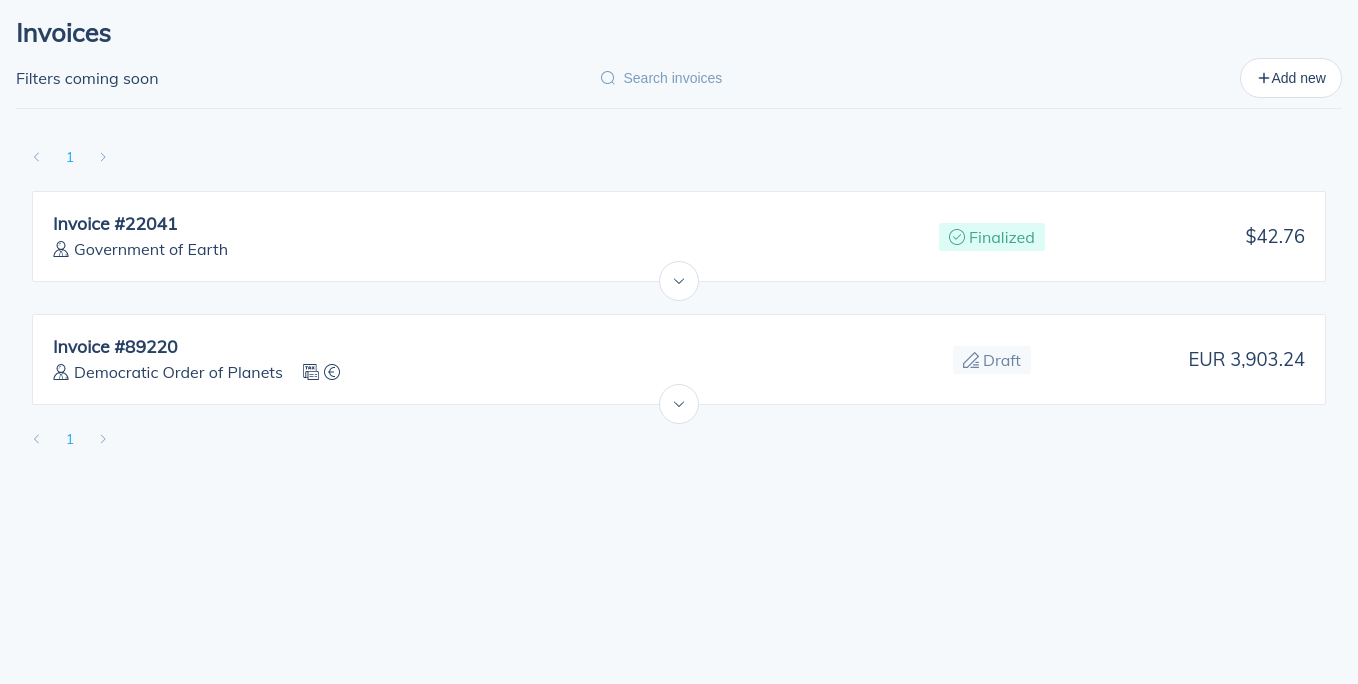 Invoices
Filters coming soon
Search invoices
+Add new
1
Invoice #22041
Government of Earth
Finalized
$42.76
Invoice #89220
Democratic Order of Planets
TAX
€
Draft
EUR 3,903.24
1